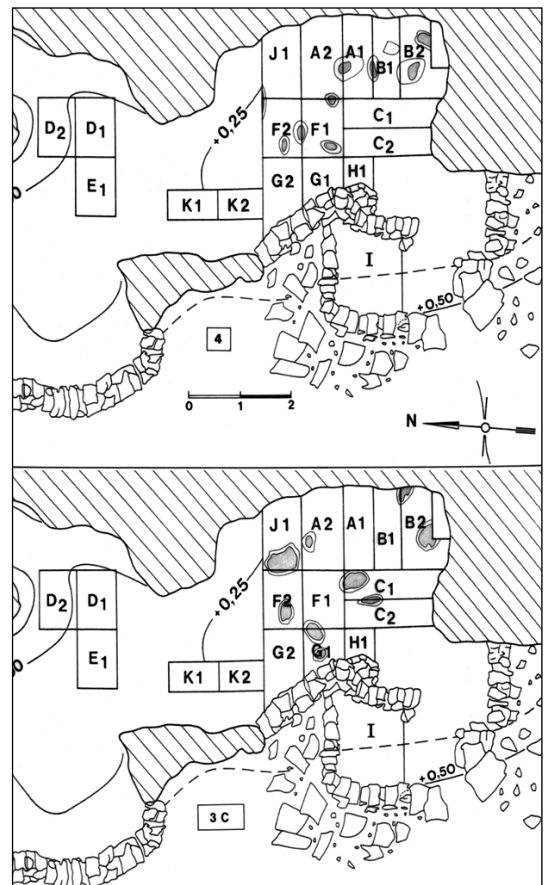 J1 A2 A1 B1 B2
D2 D1
+0,25
F2 F1 C1
C2
E1
G2 G1 H1
K1 K2
I
+0,50
4
0 1 2
N
J1 A2 A1 B1 B2
D2 D1
+0,25
F2 F1 C1
C2
E1
G2 G1 H1
K1 K2
I
+0,50
3 C